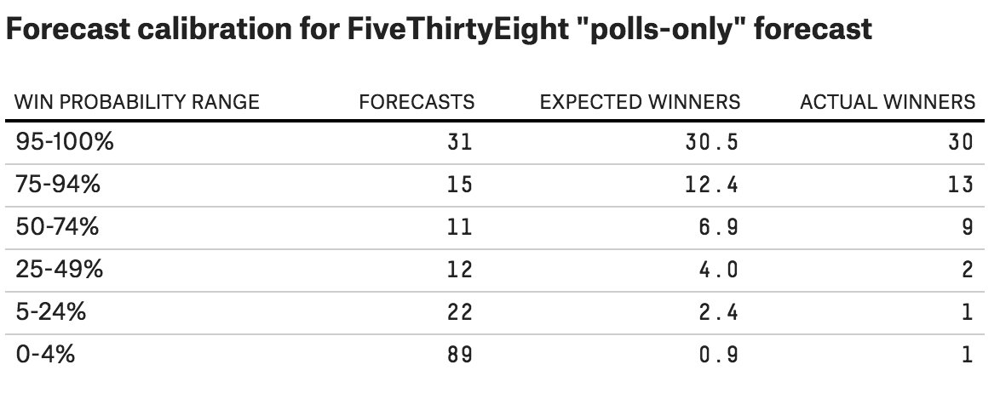 Forecast calibration for FiveThirtyEight "polls-only" forecast
WIN PROBABILITY RANGE FORECASTS EXPECTED WINNERS ACTUAL WINNERS
95-100% 31 30.5 30
75-94% 15 12.4 13
50-74% 11 6.9 9
25-49% 12 4.0 2
5-24% 22 2.4 1
0-4% 89 0.9 1